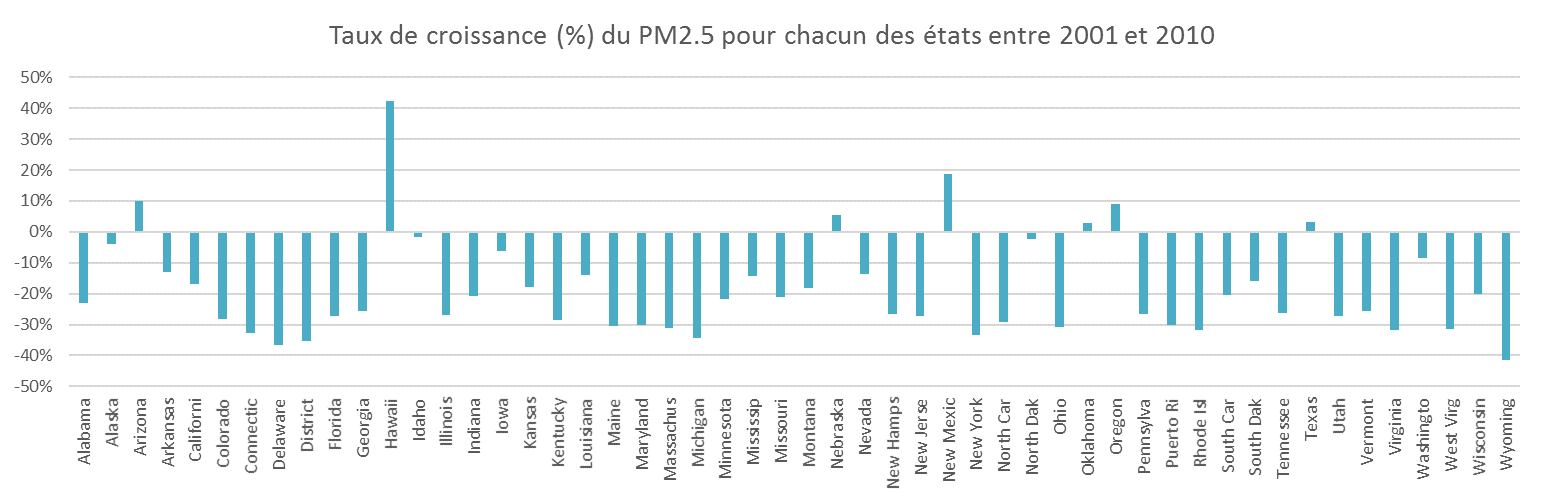 Taux de croissance (%) du PM2.5 pour chacun des états entre 2001 et 2010
50%
40%
30%
20%
10%
0%
-10%
-20%
-30%
-40%
-50%
Alabama
Alaska
Arizona
Arkansas
Californi
Colorado
Connectic
Delaware
District
Florida
Georgia
Hawaii
Idaho
Illinois
Indiana
Iowa
Kansas
Kentucky
Louisiana
Maine
Maryland
Massachus
Michigan
Minnesota
Mississip
Missouri
Montana
Nebraska
Nevada
New Hamps
New Jerse
New Mexic
New York
North Car
North Dak
Ohio
Oklahoma
Oregon
Pennsylva
Puerto Ri
Rhode Isl
South Car
South Dak
Tennessee
Texas
Utah
Vermont
Virginia
Washingto
West Virg
Wisconsin
Wyoming